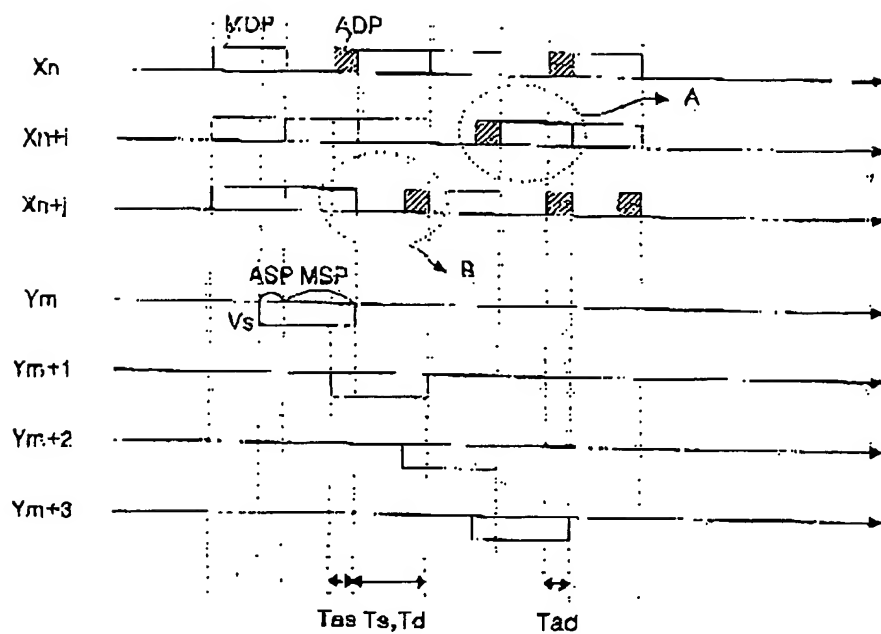 MDP ADP
Xn
A
Xn+i
Xn+j
B
ASP MSP
Ym
Vs
Ym+1
Ym+2
Ym+3
Tas Ts,Td Tad